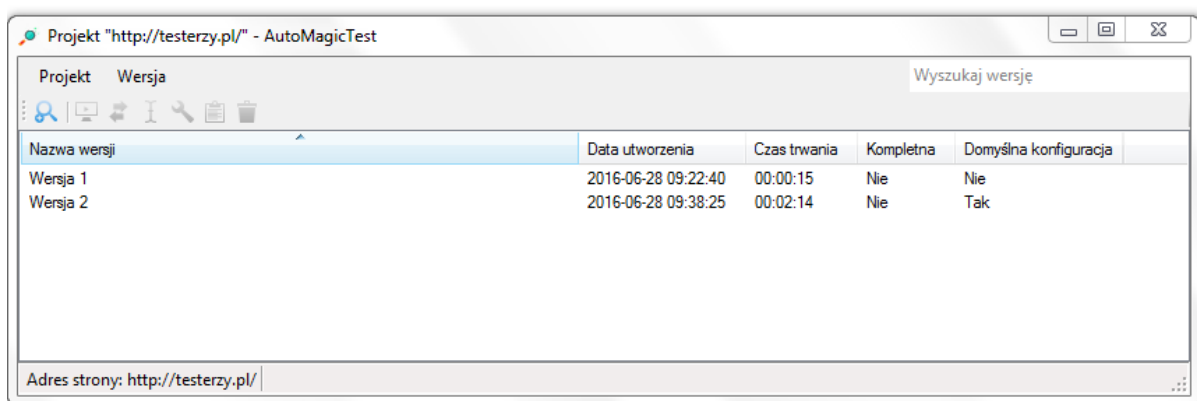 Projekt "http://testerzy.pl/" - AutoMagicTest
Projekt Wersja Wyszukaj wersję
Nazwa wersji Data utworzenia Czas trwania Kompletna Domyślna konfiguracja
Wersja 1 2016-06-28 09:22:40 00:00:15 Nie Nie
Wersja 2 2016-06-28 09:38:25 00:02:14 Nie Tak
Adres strony: http://testerzy.pl/